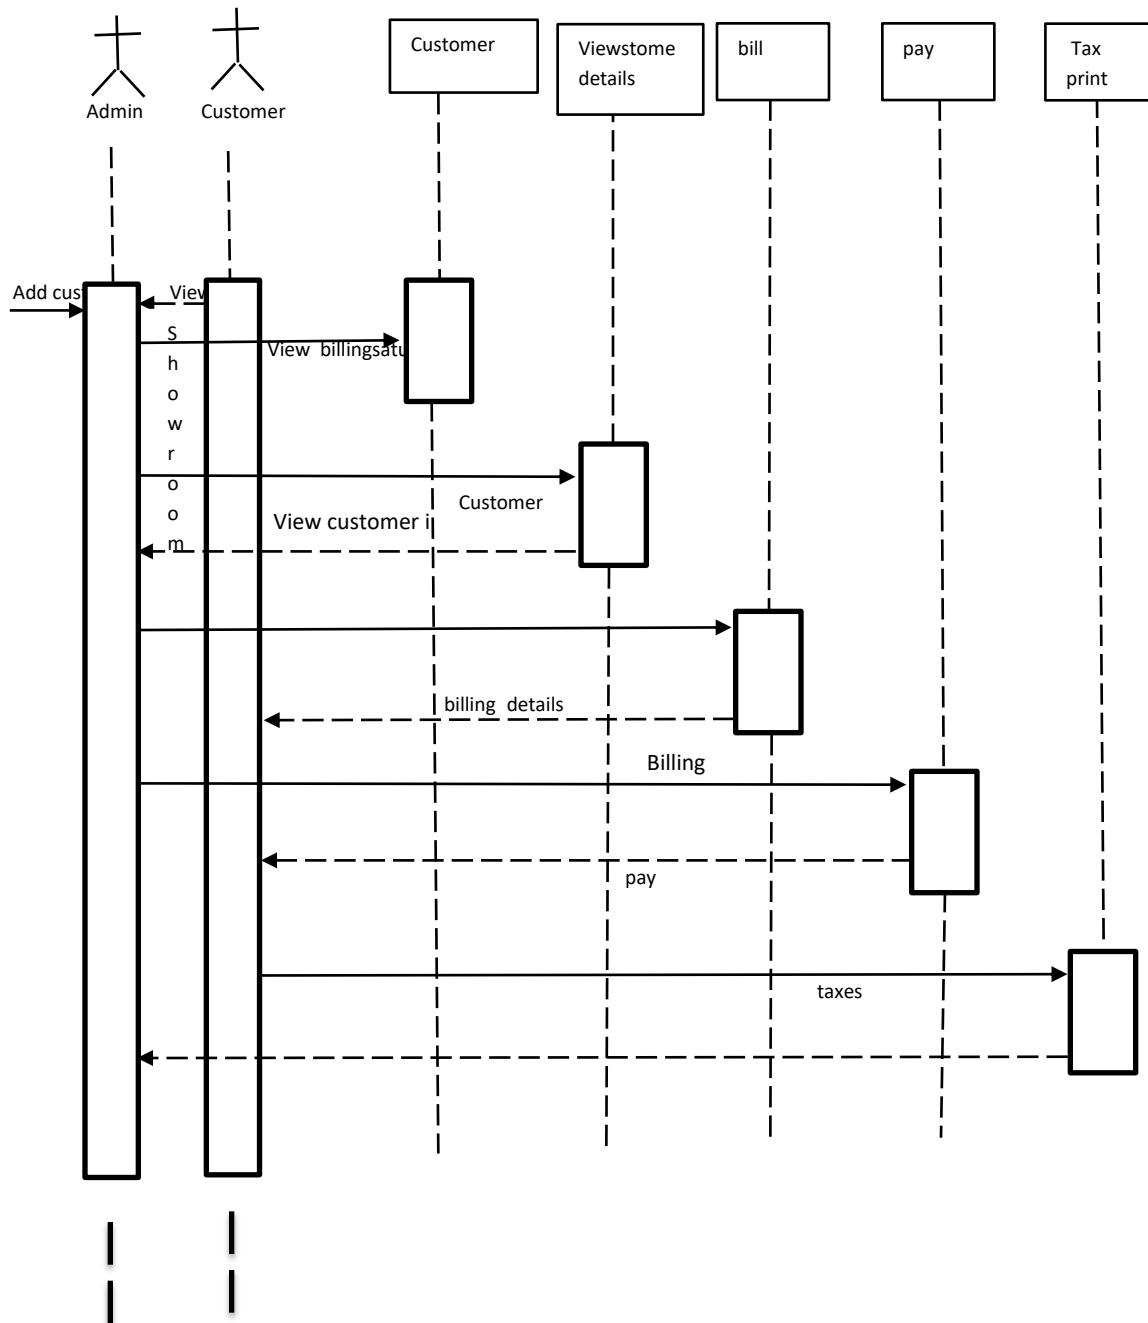 Customer
Viewstome
details
bill
pay
Tax
print
Admin
Customer
Add cus
View
Showroom
View billingsatu
Customer
View customer i
billing details
Billing
pay
taxes